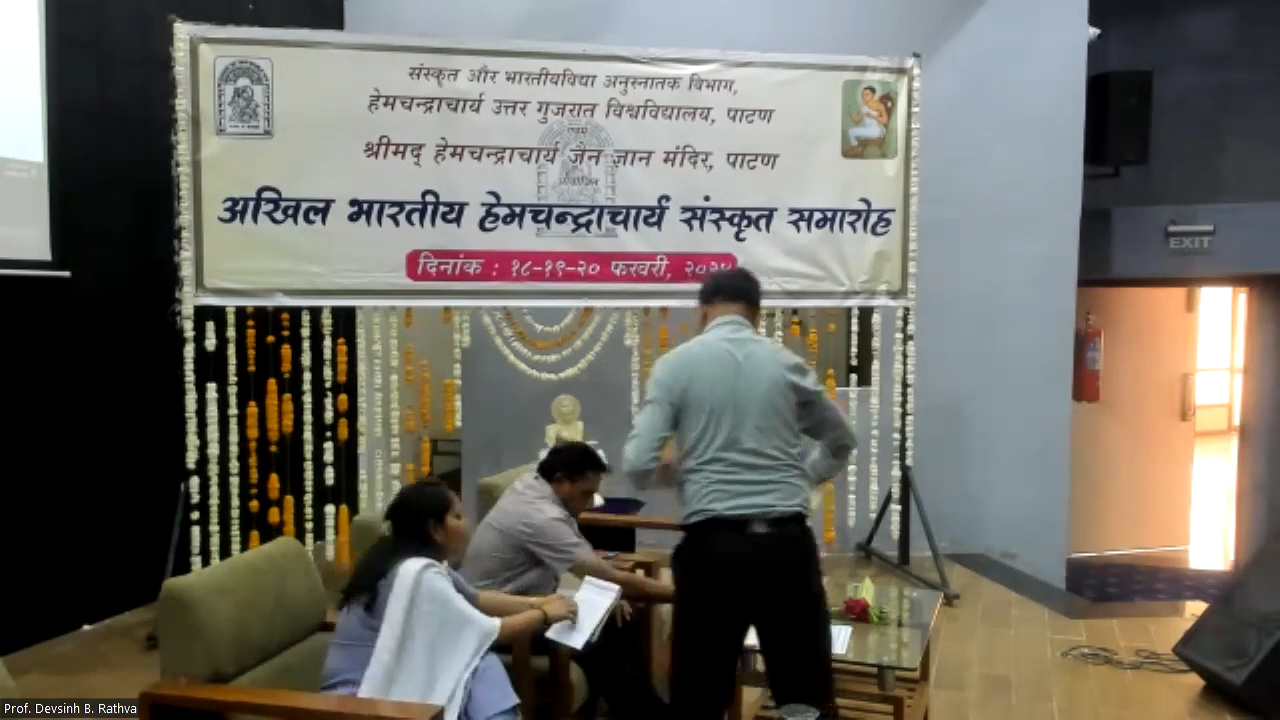 संस्कृत और भारतीयविद्या अनुस्नातक विभाग,
हेमचन्द्राचार्य उत्तर गुजरात विश्वविद्यालय, पाटण
एवम्
श्रीमद् हेमचन्द्राचार्य जैन ज्ञान मंदिर, पाटण
अखिल भारतीय हेमचन्द्राचार्य संस्कृत समारोह
दिनांक : १८-१९-२० फरवरी,
EXIT
Prof. Devsinh B. Rathva